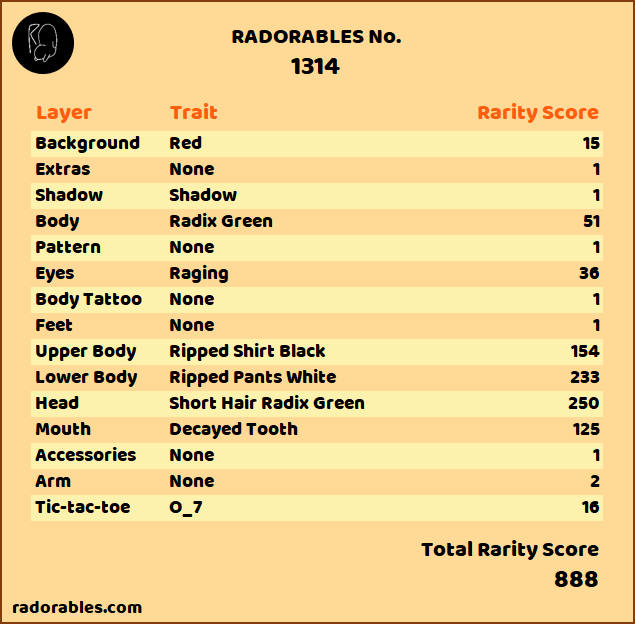 RADORABLES No.
1314
Layer Trait Rarity Score
Background Red 15
Extras None 1
Shadow Shadow 1
Body Radix Green 51
Pattern None 1
Eyes Raging 36
Body Tattoo None 1
Feet None 1
Upper Body Ripped Shirt Black 154
Lower Body Ripped Pants White 233
Head Short Hair Radix Green 250
Mouth Decayed Tooth 125
Accessories None 1
Arm None 2
Tic-tac-toe O_7 16
Total Rarity Score
888
radorables.com